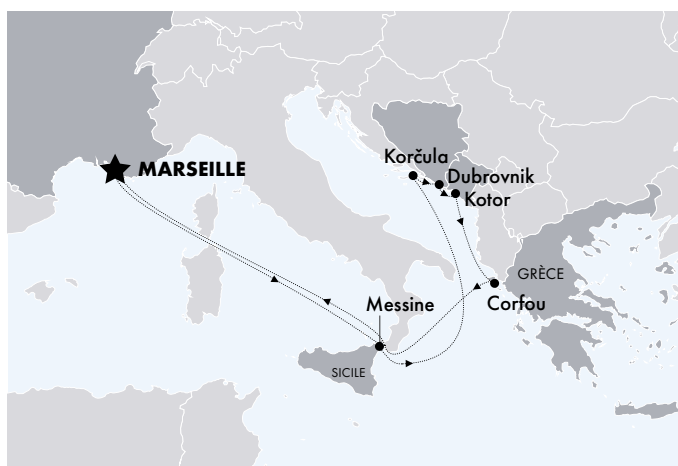 Korčula
MARSEILLE
Dubrovnik
Kotor
GRÈCE
Messine
Corfou
SICILE